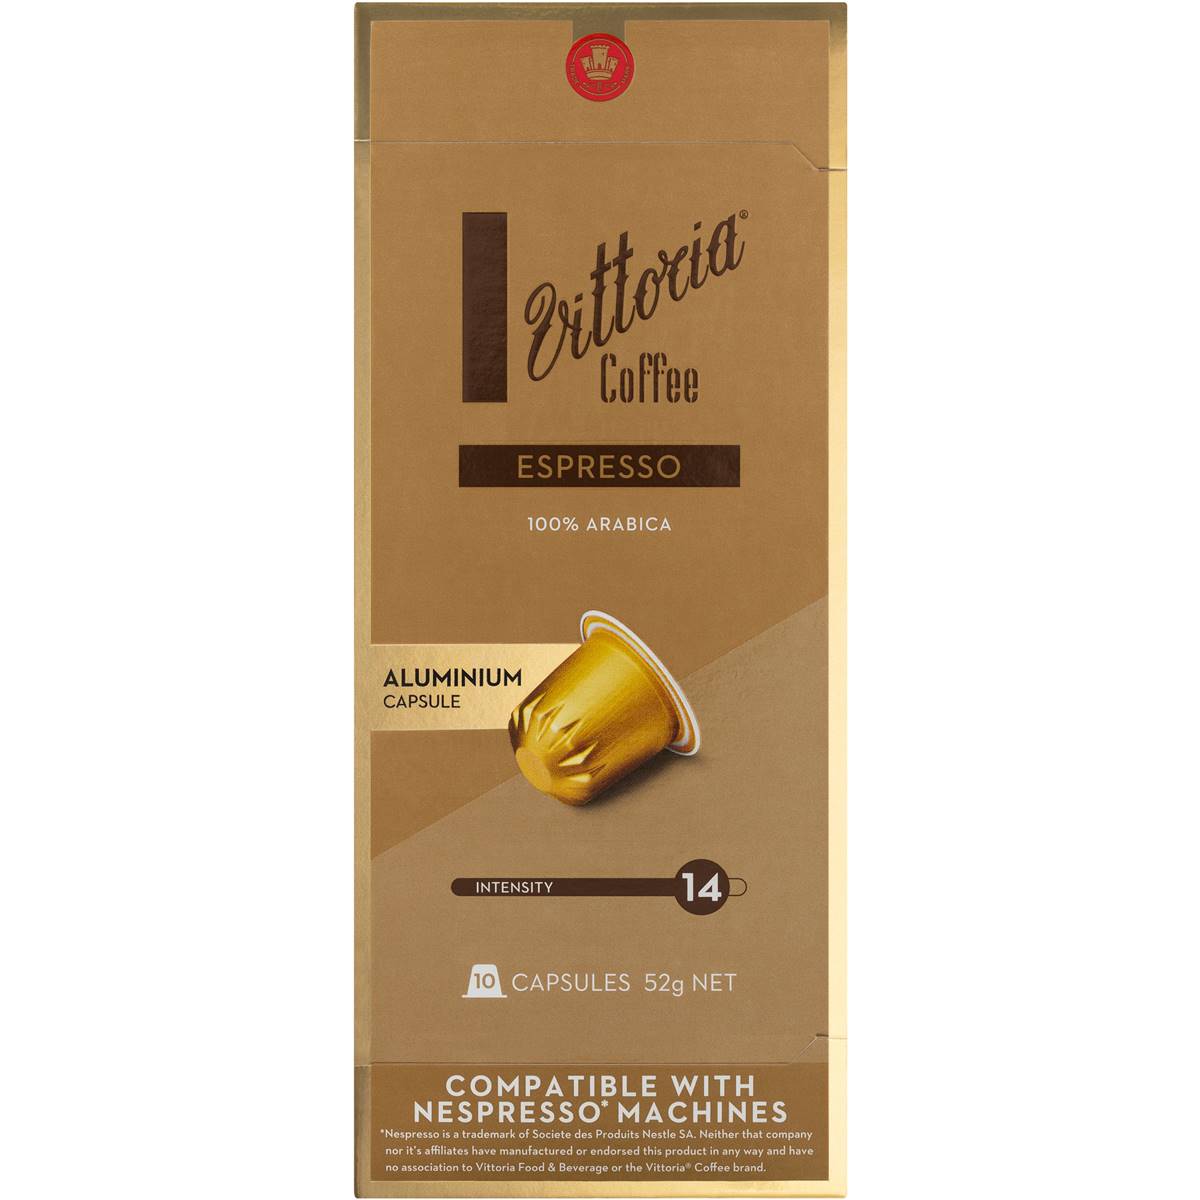 Vittoria®
Coffee
ESPRESSO
100% ARABICA
ALUMINIUM
CAPSULE
INTENSITY
14
10 CAPSULES 52g NET
COMPATIBLE WITH
NESPRESSO* MACHINES
*Nespresso is a trademark of Societe des Produits Nestle SA. Neither that company
nor it's affiliates have manufactured or endorsed this product in any way and have
no association to Vittoria Food & Beverage or the Vittoria® Coffee brand.